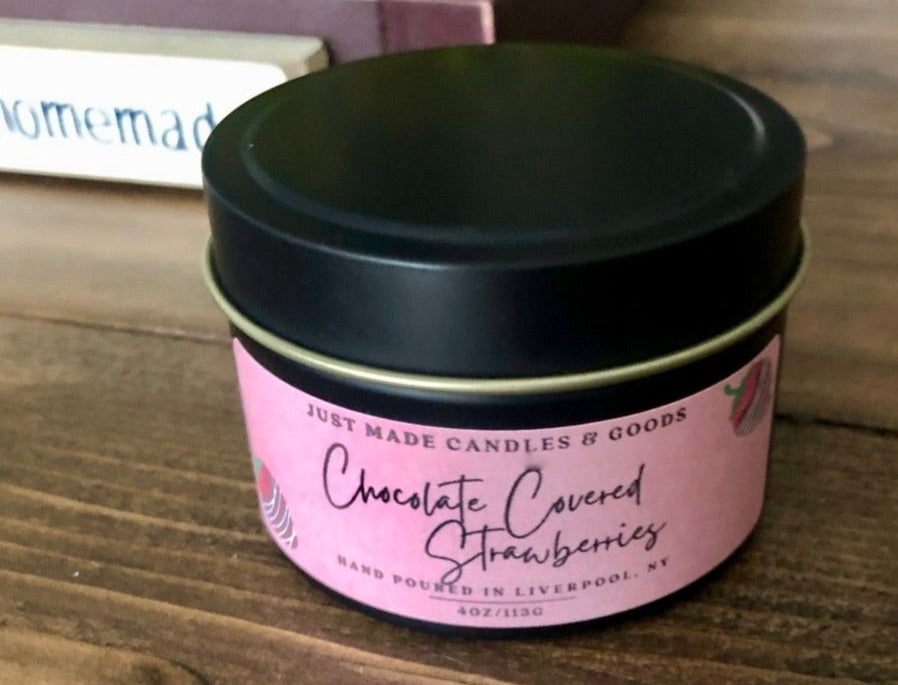 homemad
JUST MADE CANDLES & GOODS
Chocolate Covered
Strawberries
HAND POURED IN LIVERPOOL, NY
4OZ/113G